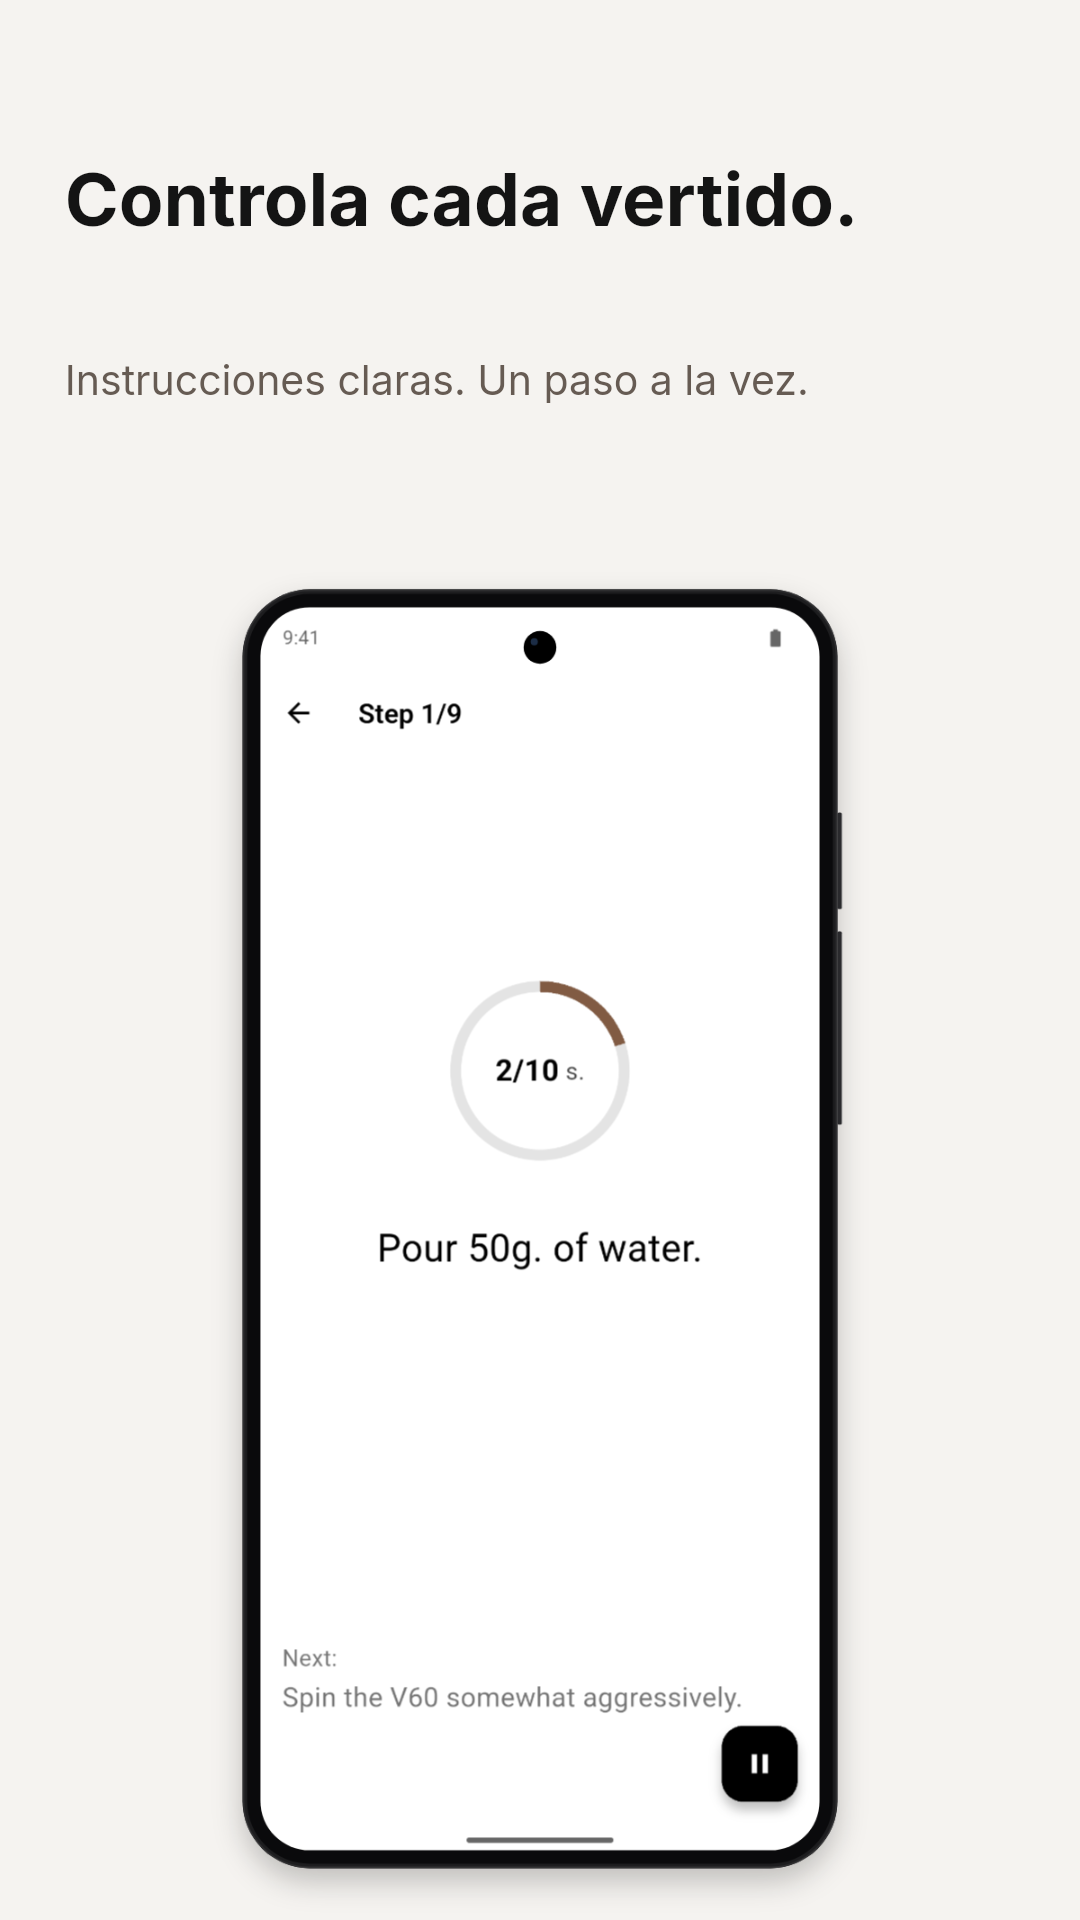 Controla cada vertido.
Instrucciones claras. Un paso a la vez.
9:41
Step 1/9
2/10 s.
Pour 50g. of water.
Next:
Spin the V60 somewhat aggressively.